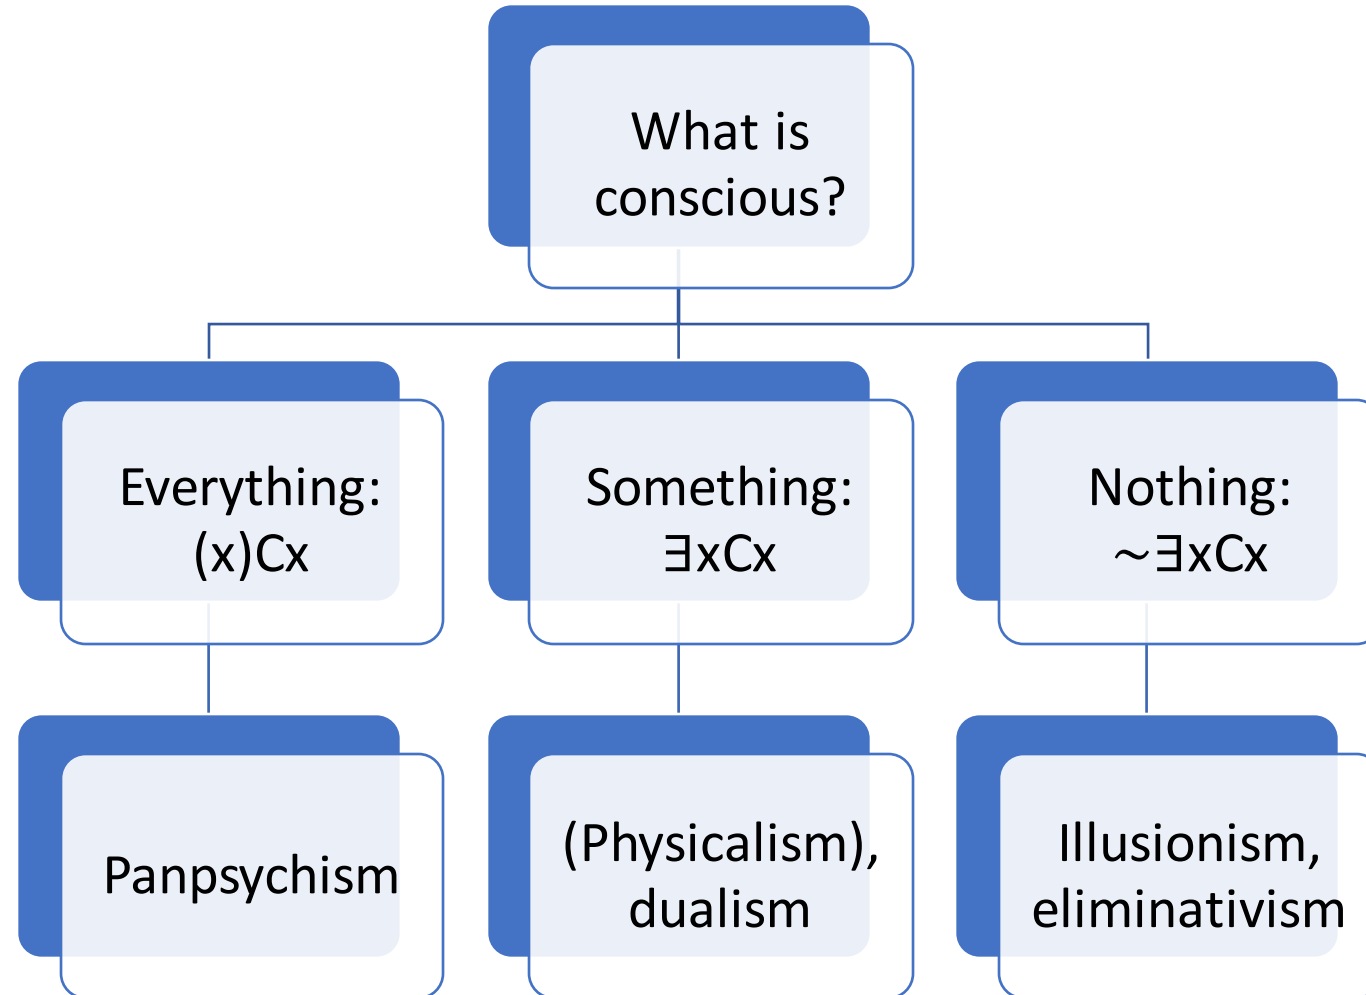 What is
conscious?
Everything:
(x)Cx
Something:
∃xCx
Nothing:
~∃xCx
Panpsychism
(Physicalism),
dualism
Illusionism,
eliminativism